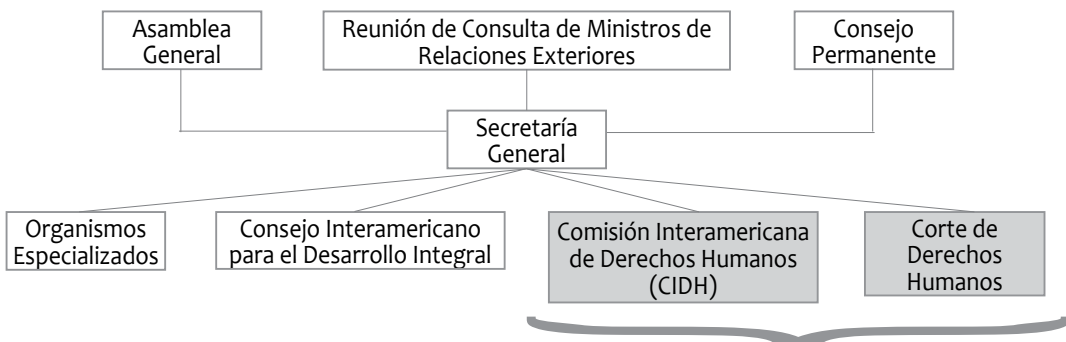 Asamblea
General
Reunión de Consulta de Ministros de
Relaciones Exteriores
Consejo
Permanente
Secretaría
General
Organismos
Especializados
Consejo Interamericano
para el Desarrollo Integral
Comisión Interamericana
de Derechos Humanos
(CIDH)
Corte de
Derechos
Humanos